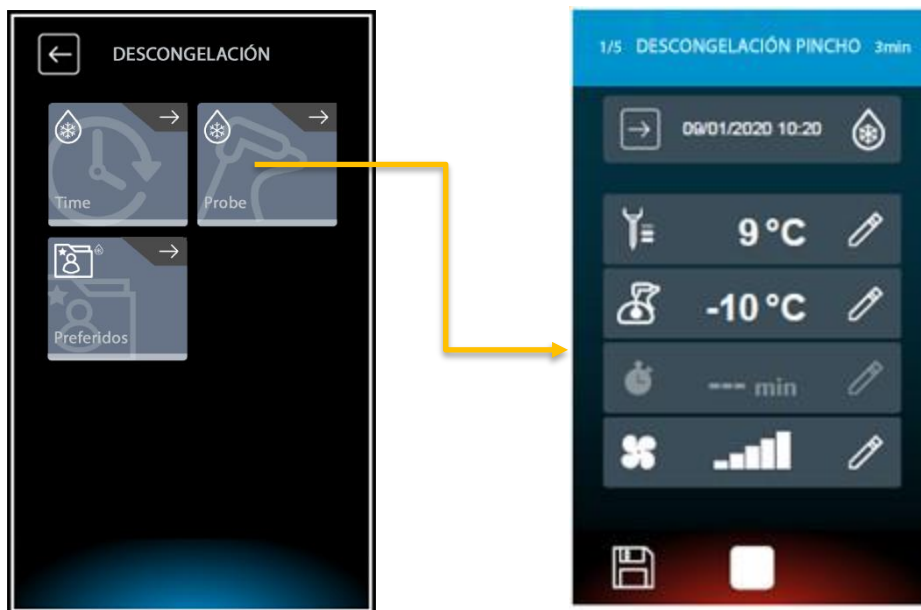 DESCONGELACIÓN
Time
Probe
Preferidos
1/5 DESCONGELACIÓN PINCHO 3min
09/01/2020 10:20
9 °C
-10 °C
--- min